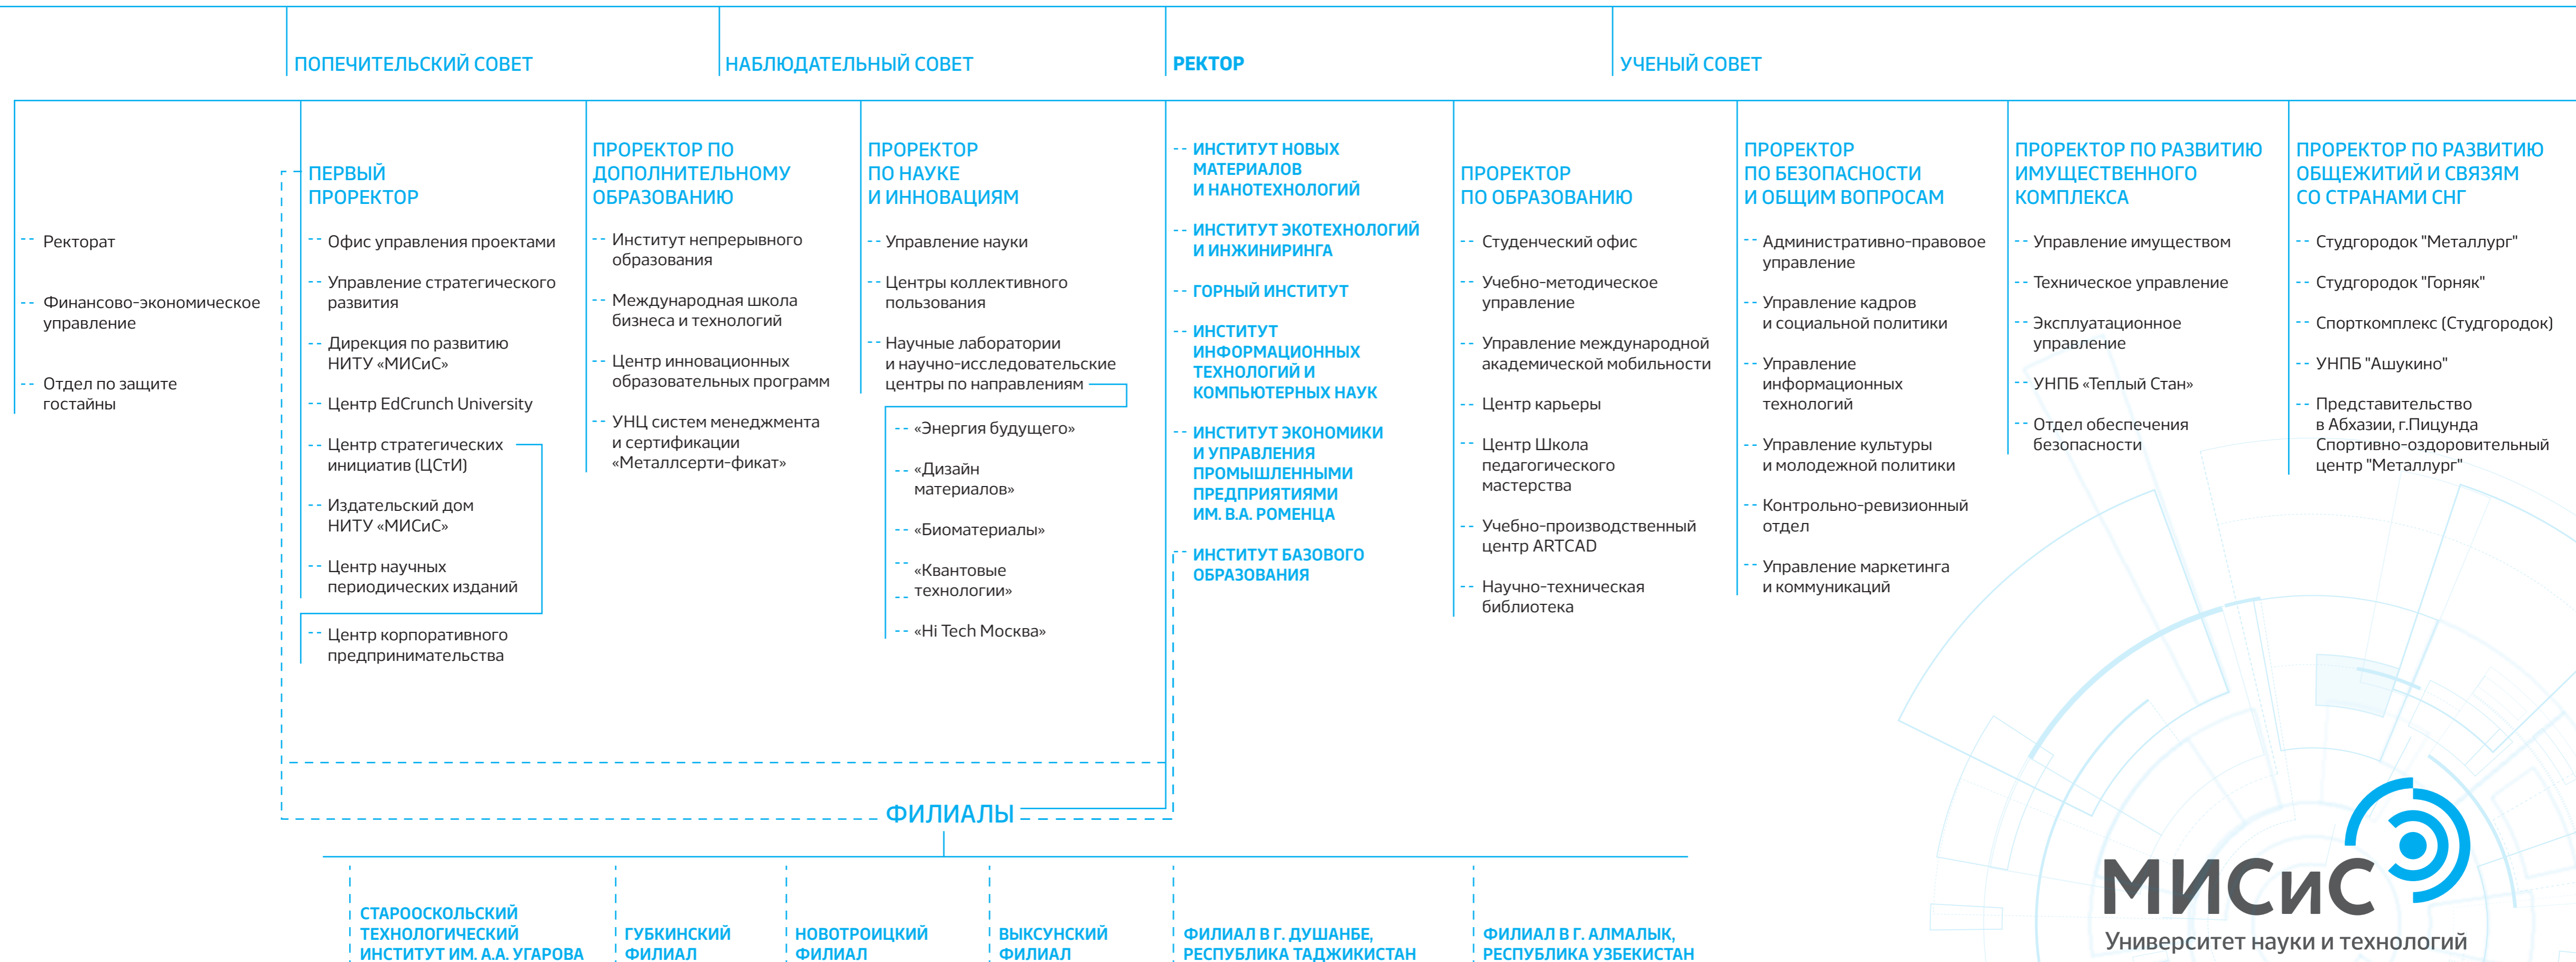 ПОПЕЧИТЕЛЬСКИЙ СОВЕТ
НАБЛЮДАТЕЛЬНЫЙ СОВЕТ
РЕКТОР
УЧЕНЫЙ СОВЕТ
Ректорат
Финансово-экономическое
управление
Отдел по защите
гостайны
ПЕРВЫЙ
ПРОРЕКТОР
Офис управления проектами
Управление стратегического
развития
Дирекция по развитию
НИТУ «МИСиС»
Центр EdCrunch University
Центр стратегических
инициатив (ЦСтИ)
Издательский дом
НИТУ «МИСиС»
Центр научных
периодических изданий
Центр корпоративного
предпринимательства
ПРОРЕКТОР ПО
ДОПОЛНИТЕЛЬНОМУ
ОБРАЗОВАНИЮ
Институт непрерывного
образования
Международная школа
бизнеса и технологий
Центр инновационных
образовательных программ
УНЦ систем менеджмента
и сертификации
«Металлсерти-фикат»
ПРОРЕКТОР
ПО НАУКЕ
И ИННОВАЦИЯМ
Управление науки
Центры коллективного
пользования
Научные лаборатории
и научно-исследовательские
центры по направлениям
«Энергия будущего»
«Дизайн
материалов»
«Биоматериалы»
«Квантовые
технологии»
«Hi Tech Москва»
ИНСТИТУТ НОВЫХ
МАТЕРИАЛОВ
И НАНОТЕХНОЛОГИЙ
ИНСТИТУТ ЭКОТЕХНОЛОГИЙ
И ИНЖИНИРИНГА
ГОРНЫЙ ИНСТИТУТ
ИНСТИТУТ
ИНФОРМАЦИОННЫХ
ТЕХНОЛОГИЙ И
КОМПЬЮТЕРНЫХ НАУК
ИНСТИТУТ ЭКОНОМИКИ
И УПРАВЛЕНИЯ
ПРОМЫШЛЕННЫМИ
ПРЕДПРИЯТИЯМИ
ИМ. В.А. РОМЕНЦА
ИНСТИТУТ БАЗОВОГО
ОБРАЗОВАНИЯ
ПРОРЕКТОР
ПО ОБРАЗОВАНИЮ
Студенческий офис
Учебно-методическое
управление
Управление международной
академической мобильности
Центр карьеры
Центр Школа
педагогического
мастерства
Учебно-производственный
центр ARTCAD
Научно-техническая
библиотека
ПРОРЕКТОР
ПО БЕЗОПАСНОСТИ
И ОБЩИМ ВОПРОСАМ
Административно-правовое
управление
Управление кадров
и социальной политики
Управление
информационных
технологий
Управление культуры
и молодежной политики
Контрольно-ревизионный
отдел
Управление маркетинга
и коммуникаций
ПРОРЕКТОР ПО РАЗВИТИЮ
ИМУЩЕСТВЕННОГО
КОМПЛЕКСА
Управление имуществом
Техническое управление
Эксплуатационное
управление
УНПБ «Теплый Стан»
Отдел обеспечения
безопасности
ПРОРЕКТОР ПО РАЗВИТИЮ
ОБЩЕЖИТИЙ И СВЯЗЯМ
СО СТРАНАМИ СНГ
Студгородок "Металлург"
Студгородок "Горняк"
Спорткомплекс (Студгородок)
УНПБ "Ашукино"
Представительство
в Абхазии, г.Пицунда
Спортивно-оздоровительный
центр "Металлург"
ФИЛИАЛЫ
СТАРООСКОЛЬСКИЙ
ТЕХНОЛОГИЧЕСКИЙ
ИНСТИТУТ ИМ. А.А. УГАРОВА
ГУБКИНСКИЙ
ФИЛИАЛ
НОВОТРОИЦКИЙ
ФИЛИАЛ
ВЫКСУНСКИЙ
ФИЛИАЛ
ФИЛИАЛ В Г. ДУШАНБЕ,
РЕСПУБЛИКА ТАДЖИКИСТАН
ФИЛИАЛ В Г. АЛМАЛЫК,
РЕСПУБЛИКА УЗБЕКИСТАН
МИСиС
Университет науки и технологий